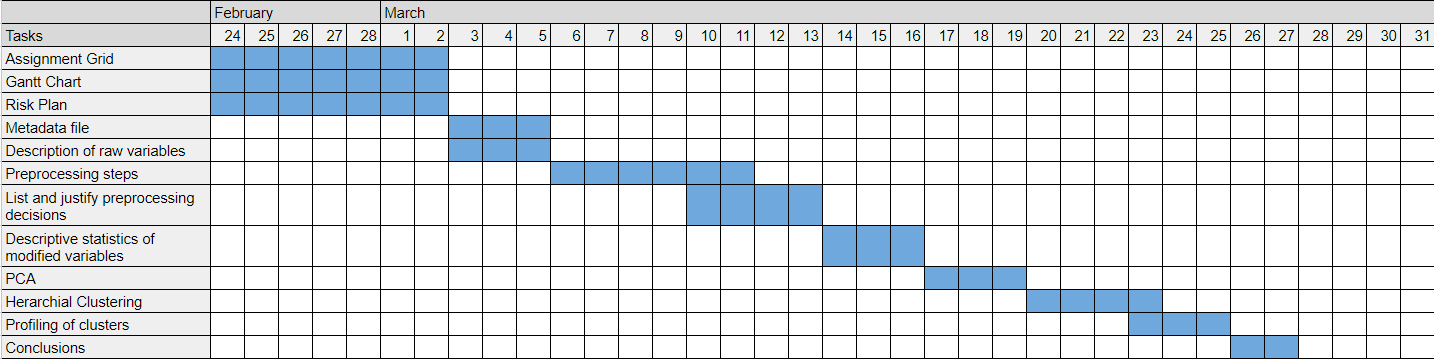 February March
Tasks 24 25 26 27 28 1 2 3 4 5 6 7 8 9 10 11 12 13 14 15 16 17 18 19 20 21 22 23 24 25 26 27 28 29 30 31
Assignment Grid
Gantt Chart
Risk Plan
Metadata file
Description of raw variables
Preprocessing steps
List and justify preprocessing
decisions
Descriptive statistics of
modified variables
PCA
Herarchial Clustering
Profiling of clusters
Conclusions